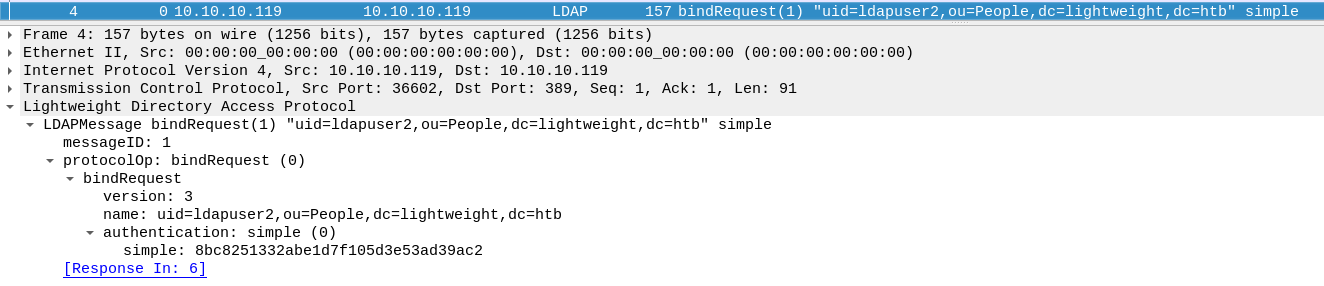 4 0 10.10.10.119 10.10.10.119 LDAP 157 bindRequest(1) "uid=ldapuser2,ou=People,dc=lightweight,dc=htb" simple
Frame 4: 157 bytes on wire (1256 bits), 157 bytes captured (1256 bits)
Ethernet II, Src: 00:00:00_00:00:00 (00:00:00:00:00:00), Dst: 00:00:00_00:00:00 (00:00:00:00:00:00)
Internet Protocol Version 4, Src: 10.10.10.119, Dst: 10.10.10.119
Transmission Control Protocol, Src Port: 36602, Dst Port: 389, Seq: 1, Ack: 1, Len: 91
Lightweight Directory Access Protocol
LDAPMessage bindRequest(1) "uid=ldapuser2,ou=People,dc=lightweight,dc=htb" simple
messageID: 1
protocolOp: bindRequest (0)
bindRequest
version: 3
name: uid=ldapuser2,ou=People,dc=lightweight,dc=htb
authentication: simple (0)
simple: 8bc8251332abe1d7f105d3e53ad39ac2
[Response In: 6]